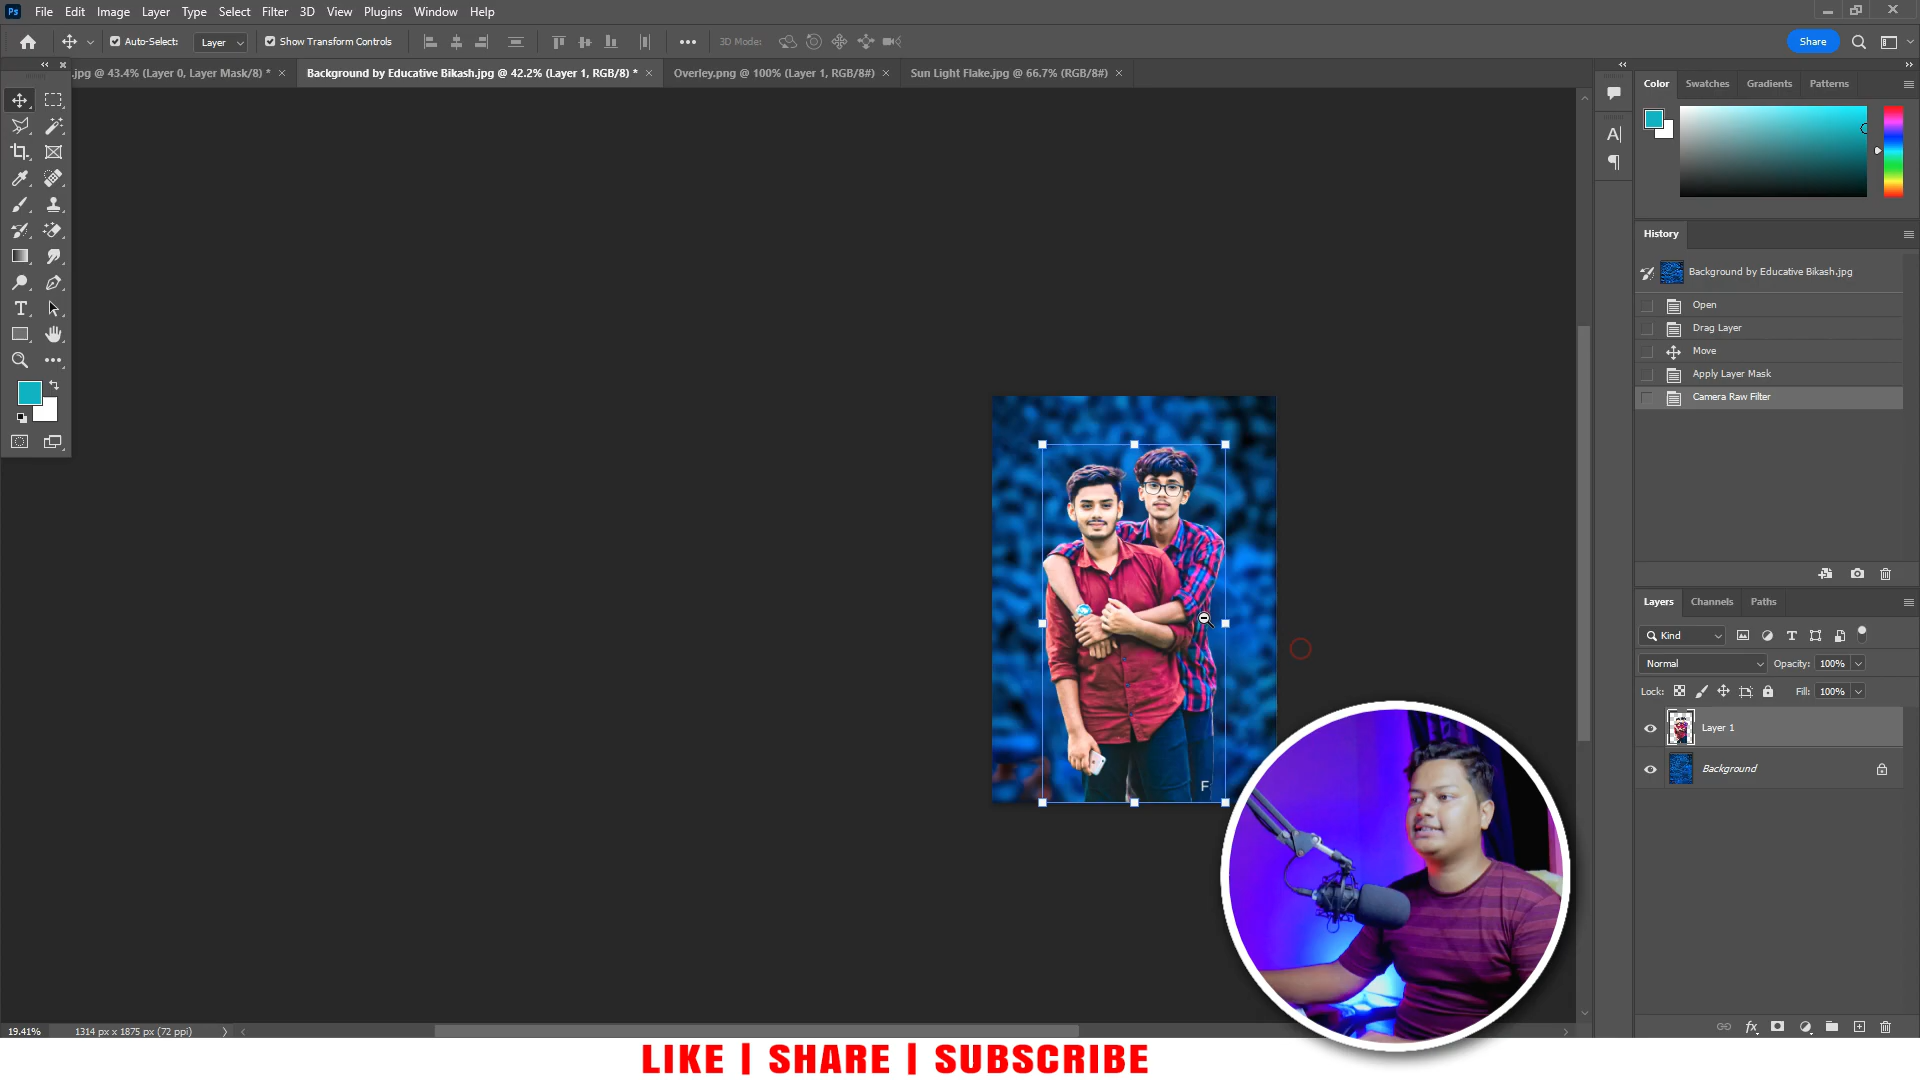 Ps File Edit Image Layer Type Select Filter 3D View Plugins Window Help
Auto-Select: Layer Show Transform Controls 3D Mode: Share
.jpg @ 43.4% (Layer 0, Layer Mask/8) * × Background by Educative Bikash.jpg @ 42.2% (Layer 1, RGB/8) * × Overley.png @ 100% (Layer 1, RGB/8#) × Sun Light Flake.jpg @ 66.7% (RGB/8#) ×
Color Swatches Gradients Patterns
History
Background by Educative Bikash.jpg
Open
Drag Layer
Move
Apply Layer Mask
Camera Raw Filter
Layers Channels Paths
Kind
Normal Opacity: 100%
Lock: Fill: 100%
Layer 1
Background
F
19.41% 1314 px x 1875 px (72 ppi)
LIKE | SHARE | SUBSCRIBE